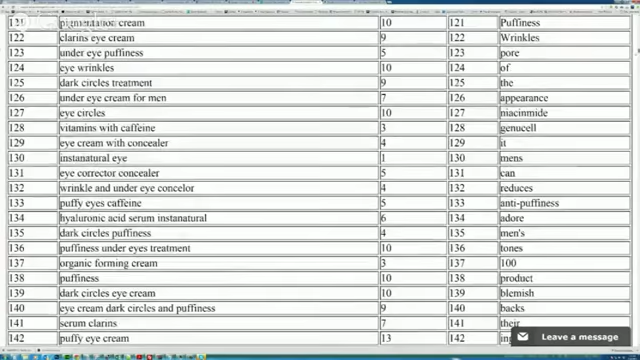 pigmentation cream 10 121 Puffiness
122 clarins eye cream 9 122 Wrinkles
123 under eye puffiness 5 123 pore
124 eye wrinkles 10 124 of
125 dark circles treatment 9 125 the
126 under eye cream for men 7 126 appearance
127 eye circles 10 127 niacinmide
128 vitamins with caffeine 3 128 genucell
129 eye cream with concealer 4 129 it
130 instanatural eye 1 130 mens
131 eye corrector concealer 5 131 can
132 wrinkle and under eye concelor 4 132 reduces
133 puffy eyes caffeine 5 133 anti-puffiness
134 hyaluronic acid serum instanatural 6 134 adore
135 dark circles puffiness 4 135 men's
136 puffiness under eyes treatment 10 136 tones
137 organic forming cream 3 137 100
138 puffiness 10 138 product
139 dark circles eye cream 10 139 blemish
140 eye cream dark circles and puffiness 9 140 backs
141 serum clarins 7 141 their
142 puffy eye cream 13 142
Leave a message